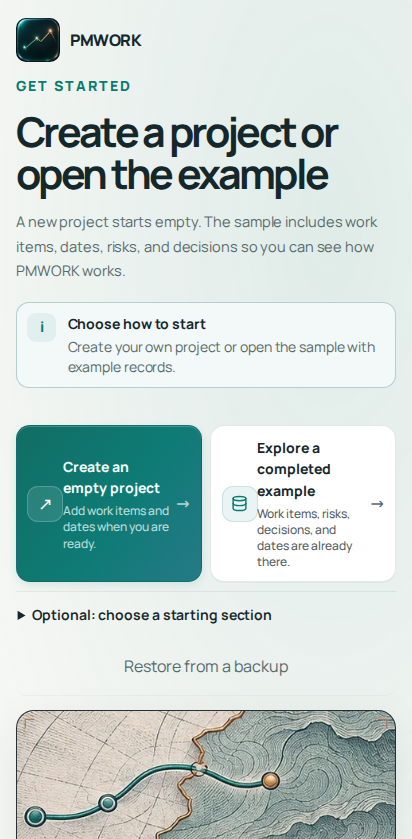 PMWORK
GET STARTED
Create a project or
open the example
A new project starts empty. The sample includes work
items, dates, risks, and decisions so you can see how
PMWORK works.
i
Choose how to start
Create your own project or open the sample with
example records.
↗
Create an
empty project
Add work items and
dates when you are
ready.
→
Explore a
completed
example
Work items, risks,
decisions, and
dates are already
there.
→
▶ Optional: choose a starting section
Restore from a backup